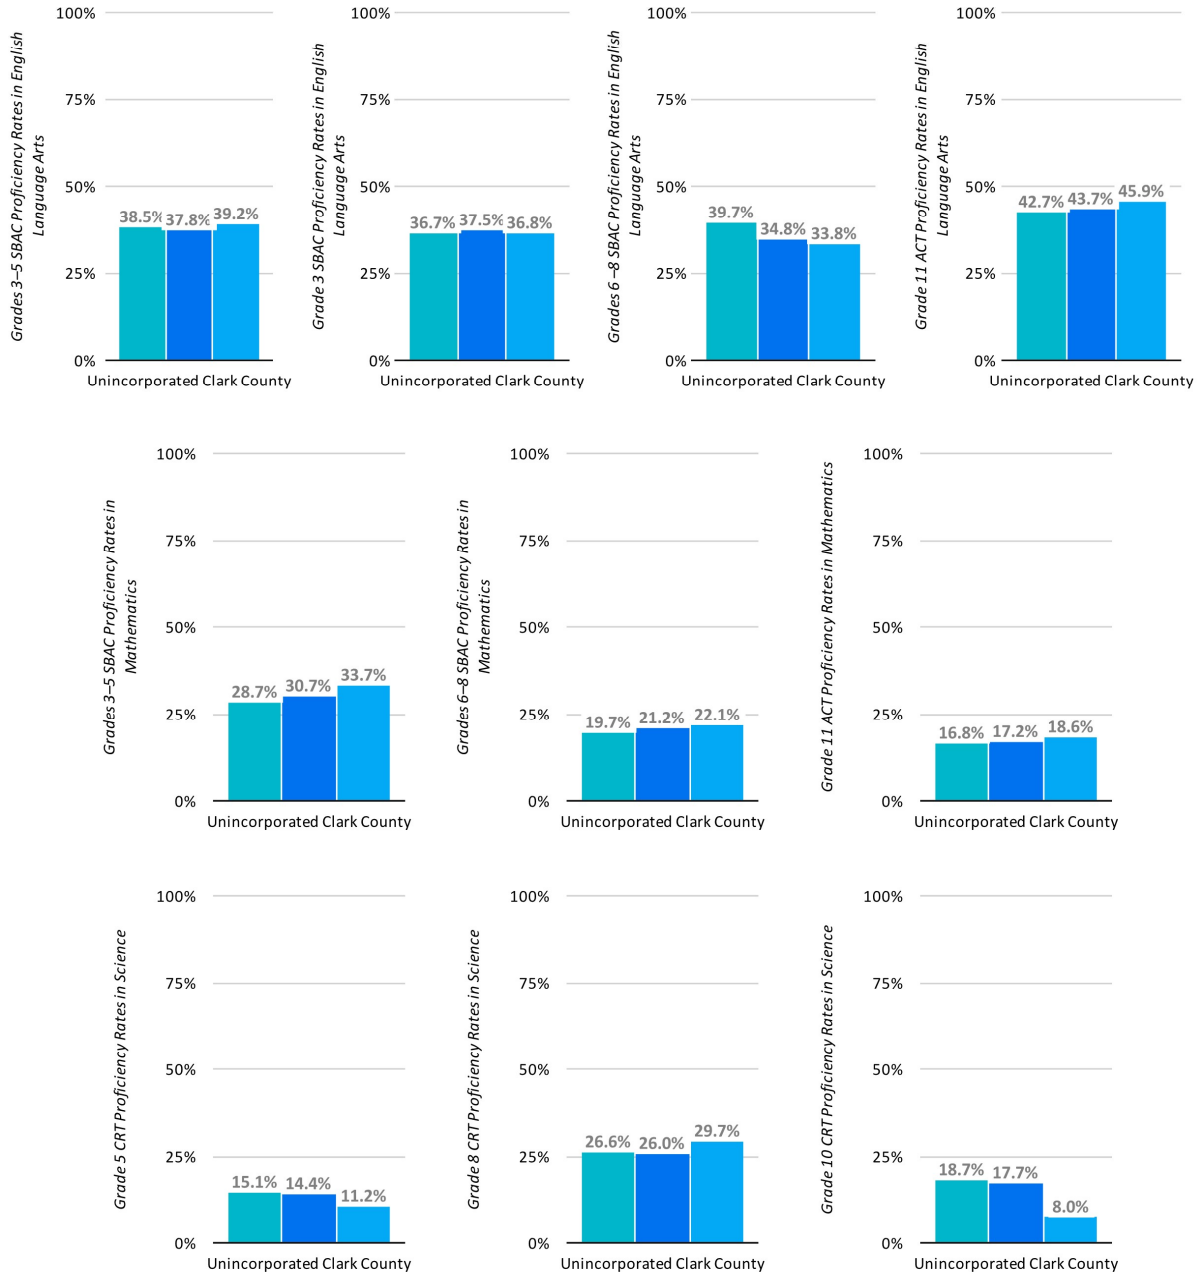 Grades 3–5 SBAC Proficiency Rates in English
Language Arts
100%
75%
50%
25%
0%
38.5% 37.8% 39.2%
Unincorporated Clark County
Grade 3 SBAC Proficiency Rates in English
Language Arts
100%
75%
50%
25%
0%
36.7% 37.5% 36.8%
Unincorporated Clark County
Grades 6 –8 SBAC Proficiency Rates in English
Language Arts
100%
75%
50%
25%
0%
39.7% 34.8% 33.8%
Unincorporated Clark County
Grade 11 ACT Proficiency Rates in English
Language Arts
100%
75%
50%
25%
0%
42.7% 43.7% 45.9%
Unincorporated Clark County
Grades 3–5 SBAC Proficiency Rates in
Mathematics
100%
75%
50%
25%
0%
28.7% 30.7% 33.7%
Unincorporated Clark County
Grades 6–8 SBAC Proficiency Rates in
Mathematics
100%
75%
50%
25%
0%
19.7% 21.2% 22.1%
Unincorporated Clark County
Grade 11 ACT Proficiency Rates in Mathematics
100%
75%
50%
25%
0%
16.8% 17.2% 18.6%
Unincorporated Clark County
Grade 5 CRT Proficiency Rates in Science
100%
75%
50%
25%
0%
15.1% 14.4% 11.2%
Unincorporated Clark County
Grade 8 CRT Proficiency Rates in Science
100%
75%
50%
25%
0%
26.6% 26.0% 29.7%
Unincorporated Clark County
Grade 10 CRT Proficiency Rates in Science
100%
75%
50%
25%
0%
18.7% 17.7% 8.0%
Unincorporated Clark County